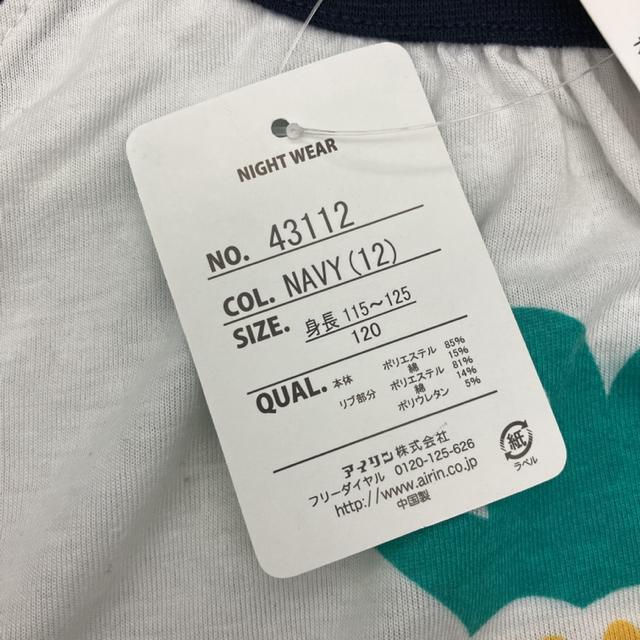 NIGHT WEAR
NO. 43112
COL. NAVY(12)
SIZE. 身長 115〜125
120
QUAL. 本体 ポリエステル 85%
綿 15%
リブ部分 ポリエステル 81%
綿 14%
ポリウレタン 5%
アイリン株式会社
フリーダイヤル 0120-125-626
http://www.airin.co.jp
中国製
紙
ラベル